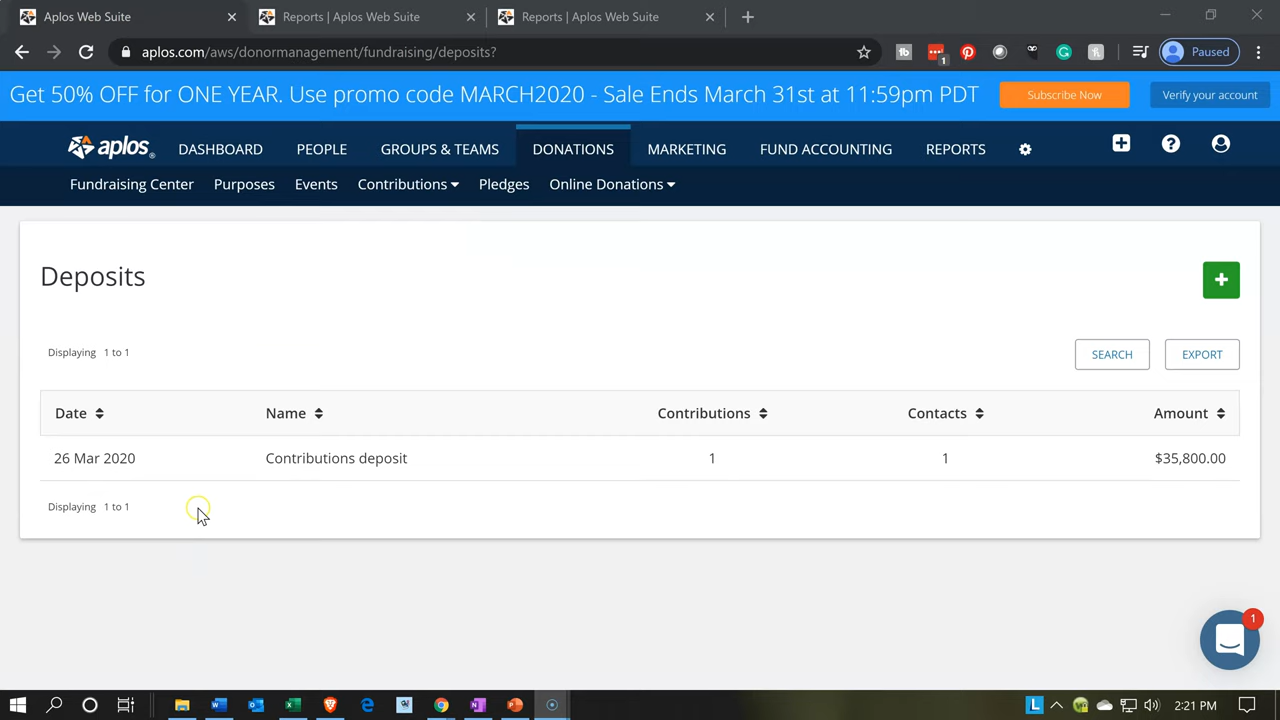 Aplos Web Suite
Reports | Aplos Web Suite
Reports | Aplos Web Suite
aplos.com/aws/donormanagement/fundraising/deposits?
1
Paused
Get 50% OFF for ONE YEAR. Use promo code MARCH2020 - Sale Ends March 31st at 11:59pm PDT
Subscribe Now
Verify your account
aplos
DASHBOARD
PEOPLE
GROUPS & TEAMS
DONATIONS
MARKETING
FUND ACCOUNTING
REPORTS
Fundraising Center
Purposes
Events
Contributions
Pledges
Online Donations
Deposits
Displaying 1 to 1
SEARCH
EXPORT
Date Name Contributions Contacts Amount
26 Mar 2020 Contributions deposit 1 1 $35,800.00
Displaying 1 to 1
1
2:21 PM